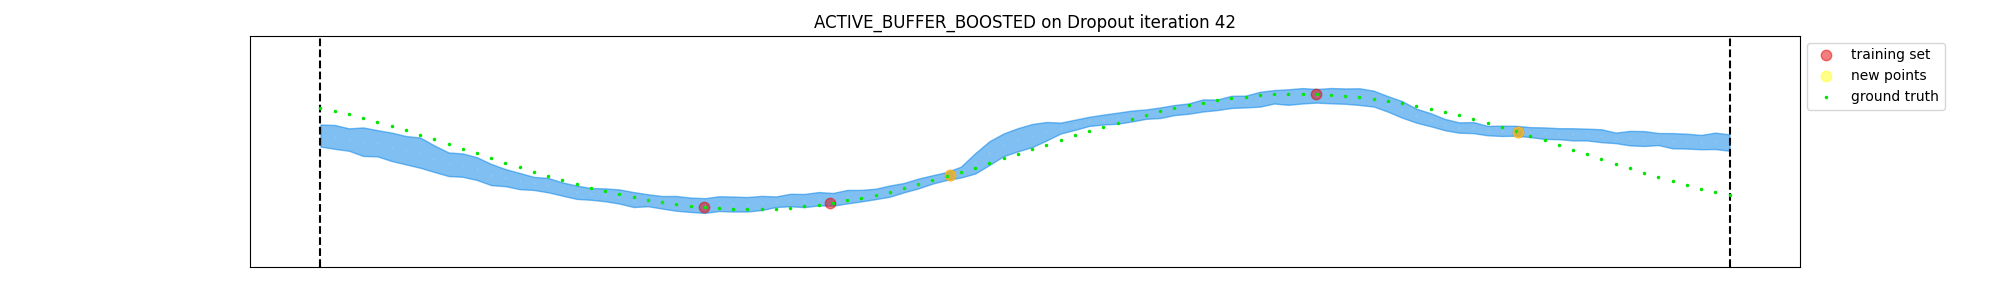 ACTIVE_BUFFER_BOOSTED on Dropout iteration 42
training set
new points
ground truth